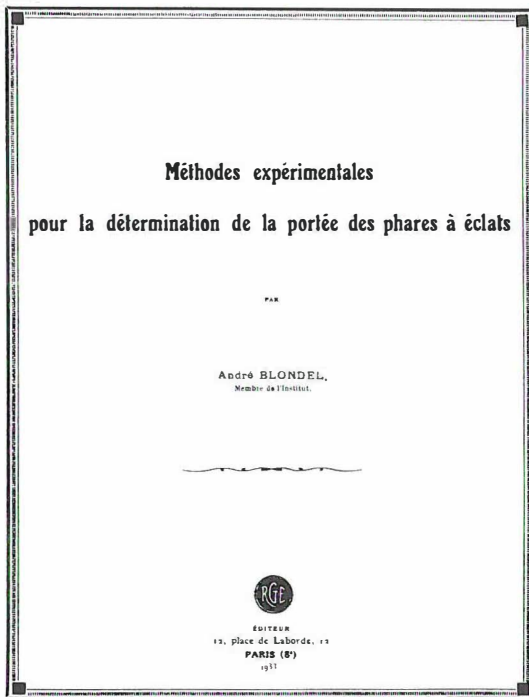 Méthodes expérimentales
pour la détermination de la portée des phares à éclats
PAR
André BLONDEL,
Membre de l'Institut.
RGE
ÉDITEUR
12, place de Laborde, 12
PARIS (8ᵉ)
1931